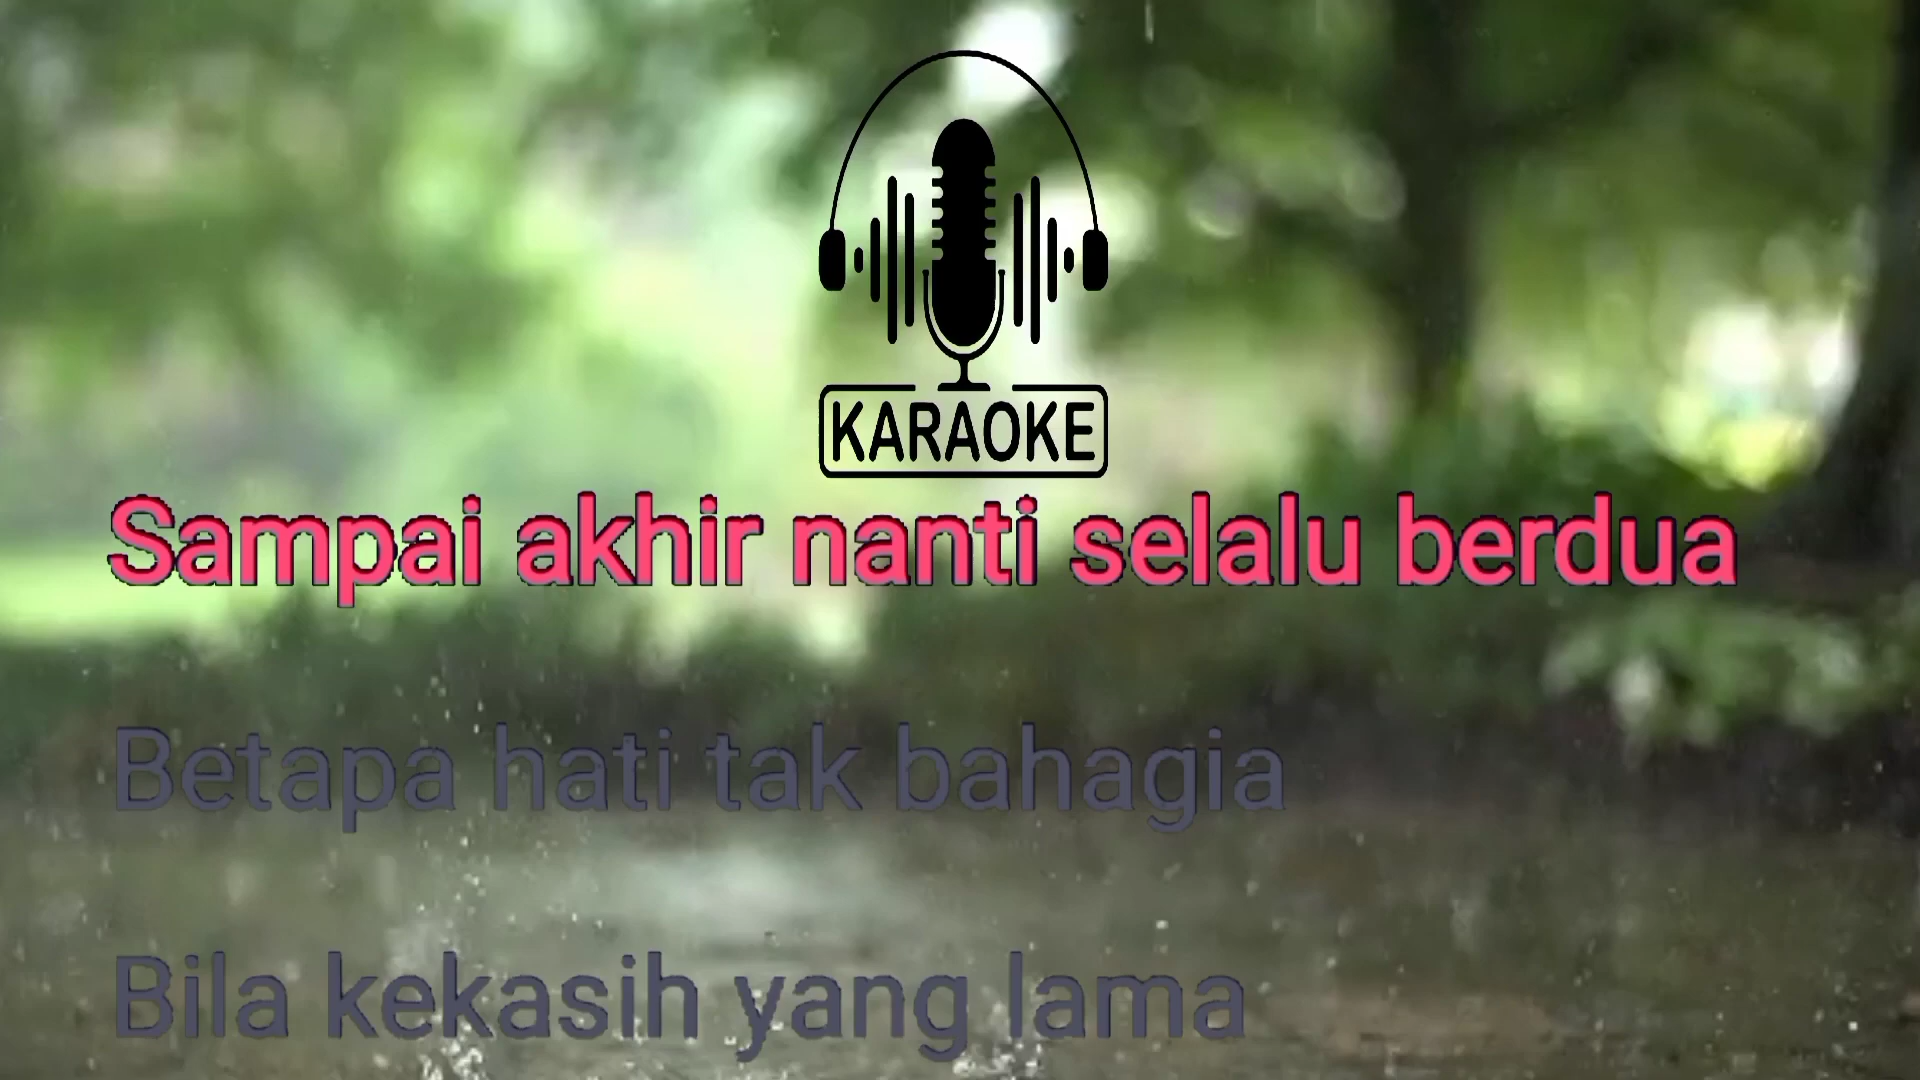 KARAOKE
Sampai akhir nanti selalu berdua
Betapa hati tak bahagia
Bila kekasih yang lama